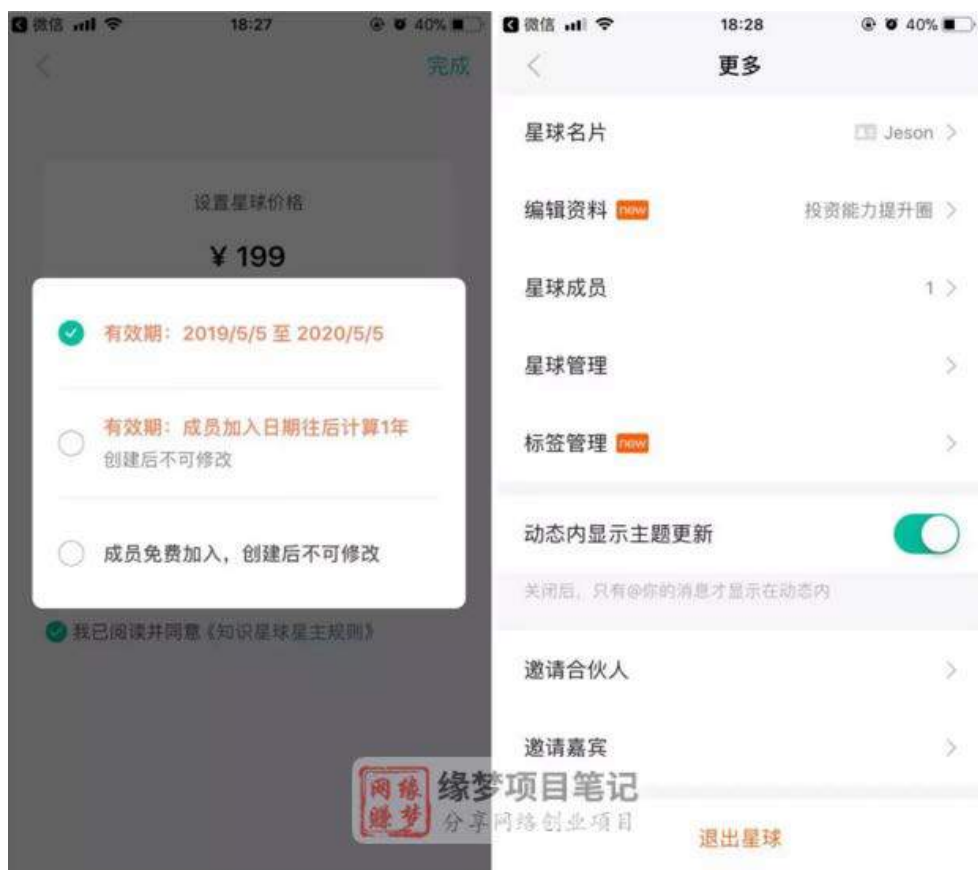 微信
18:27
40%
完成
设置星球价格
¥ 199
有效期：2019/5/5 至 2020/5/5
有效期：成员加入日期往后计算1年
创建后不可修改
成员免费加入，创建后不可修改
我已阅读并同意《知识星球星主规则》
微信
18:28
40%
更多
星球名片
Jeson
编辑资料 new
投资能力提升圈
星球成员
1
星球管理
标签管理 new
动态内显示主题更新
关闭后，只有@你的消息才显示在动态内
邀请合伙人
邀请嘉宾
退出星球
网缘
赚梦
缘梦项目笔记
分享网络创业项目